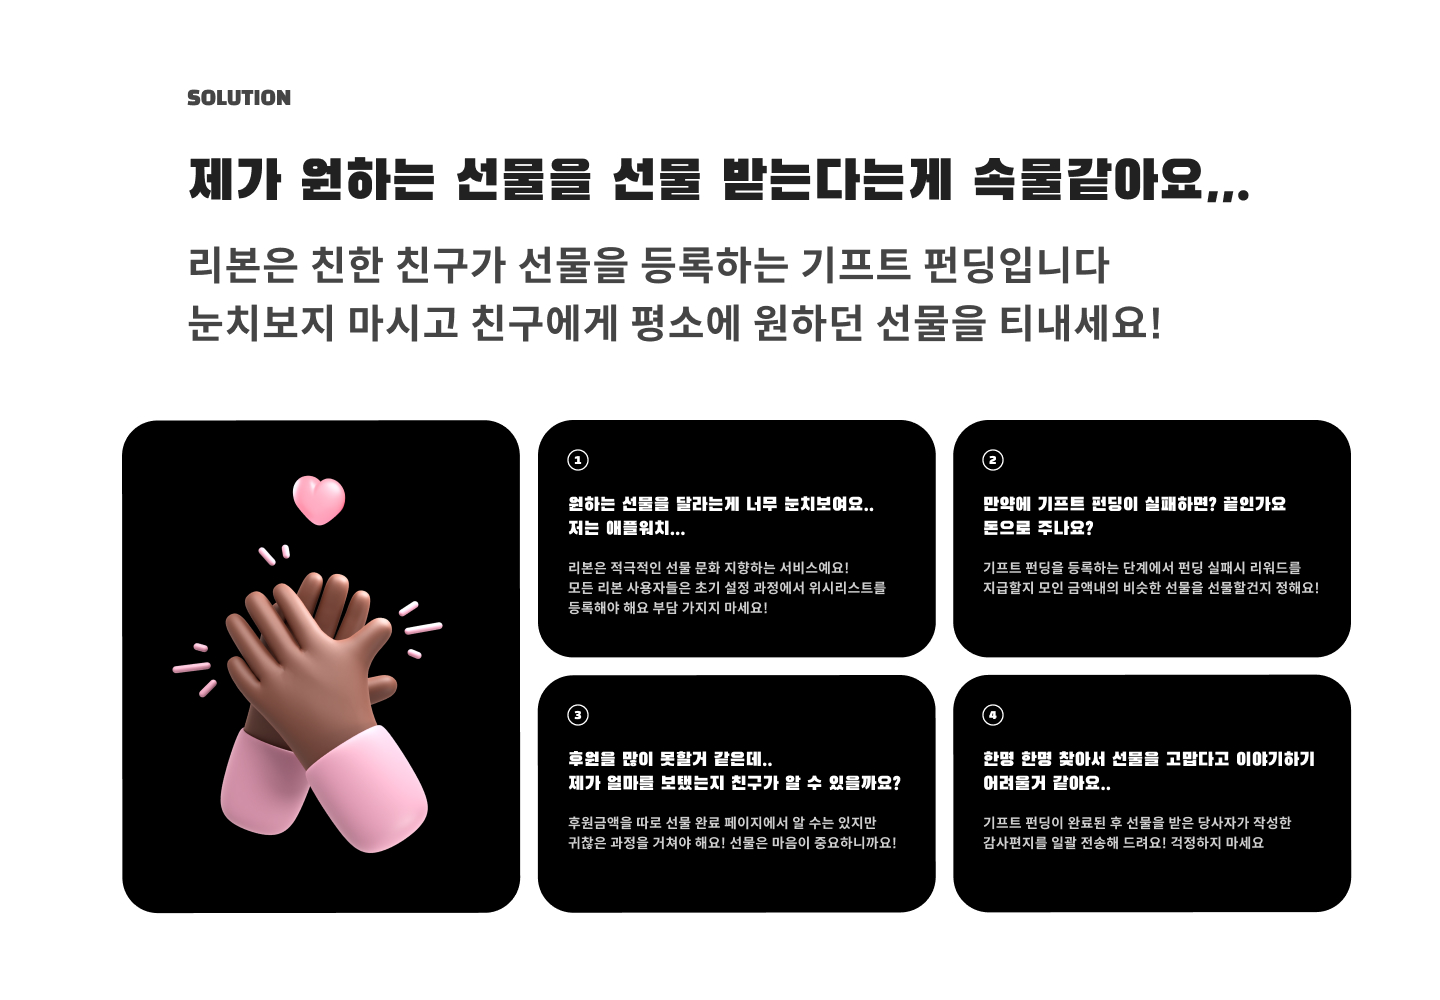 SOLUTION
제가 원하는 선물을 선물 받는다는게 속물같아요,,.
리본은 친한 친구가 선물을 등록하는 기프트 펀딩입니다
눈치보지 마시고 친구에게 평소에 원하던 선물을 티내세요!
1
원하는 선물을 달라는게 너무 눈치보여요..
저는 애플워치...
리본은 적극적인 선물 문화 지향하는 서비스예요!
모든 리본 사용자들은 초기 설정 과정에서 위시리스트를
등록해야 해요 부담 가지지 마세요!
2
만약에 기프트 펀딩이 실패하면? 끝인가요
돈으로 주나요?
기프트 펀딩을 등록하는 단계에서 펀딩 실패시 리워드를
지급할지 모인 금액내의 비슷한 선물을 선물할건지 정해요!
3
후원을 많이 못할거 같은데..
제가 얼마를 보탰는지 친구가 알 수 있을까요?
후원금액을 따로 선물 완료 페이지에서 알 수는 있지만
귀찮은 과정을 거쳐야 해요! 선물은 마음이 중요하니까요!
4
한명 한명 찾아서 선물을 고맙다고 이야기하기
어려울거 같아요..
기프트 펀딩이 완료된 후 선물을 받은 당사자가 작성한
감사편지를 일괄 전송해 드려요! 걱정하지 마세요